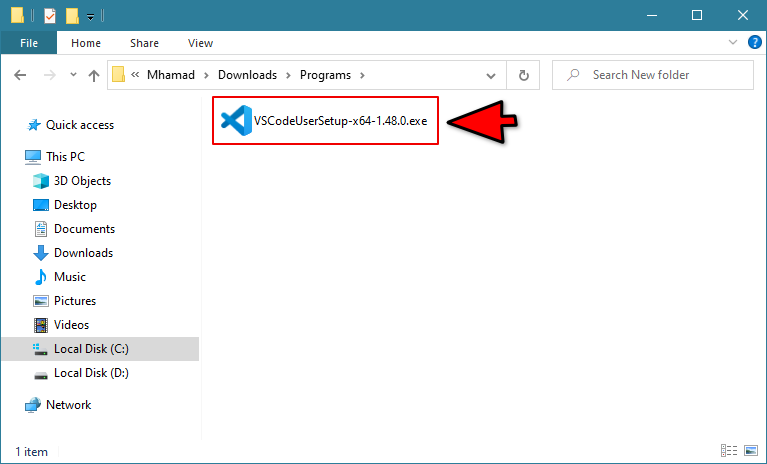 File Home Share View
« Mhamad > Downloads > Programs >
Search New folder
Quick access
VSCodeUserSetup-x64-1.48.0.exe
This PC
3D Objects
Desktop
Documents
Downloads
Music
Pictures
Videos
Local Disk (C:)
Local Disk (D:)
Network
1 item